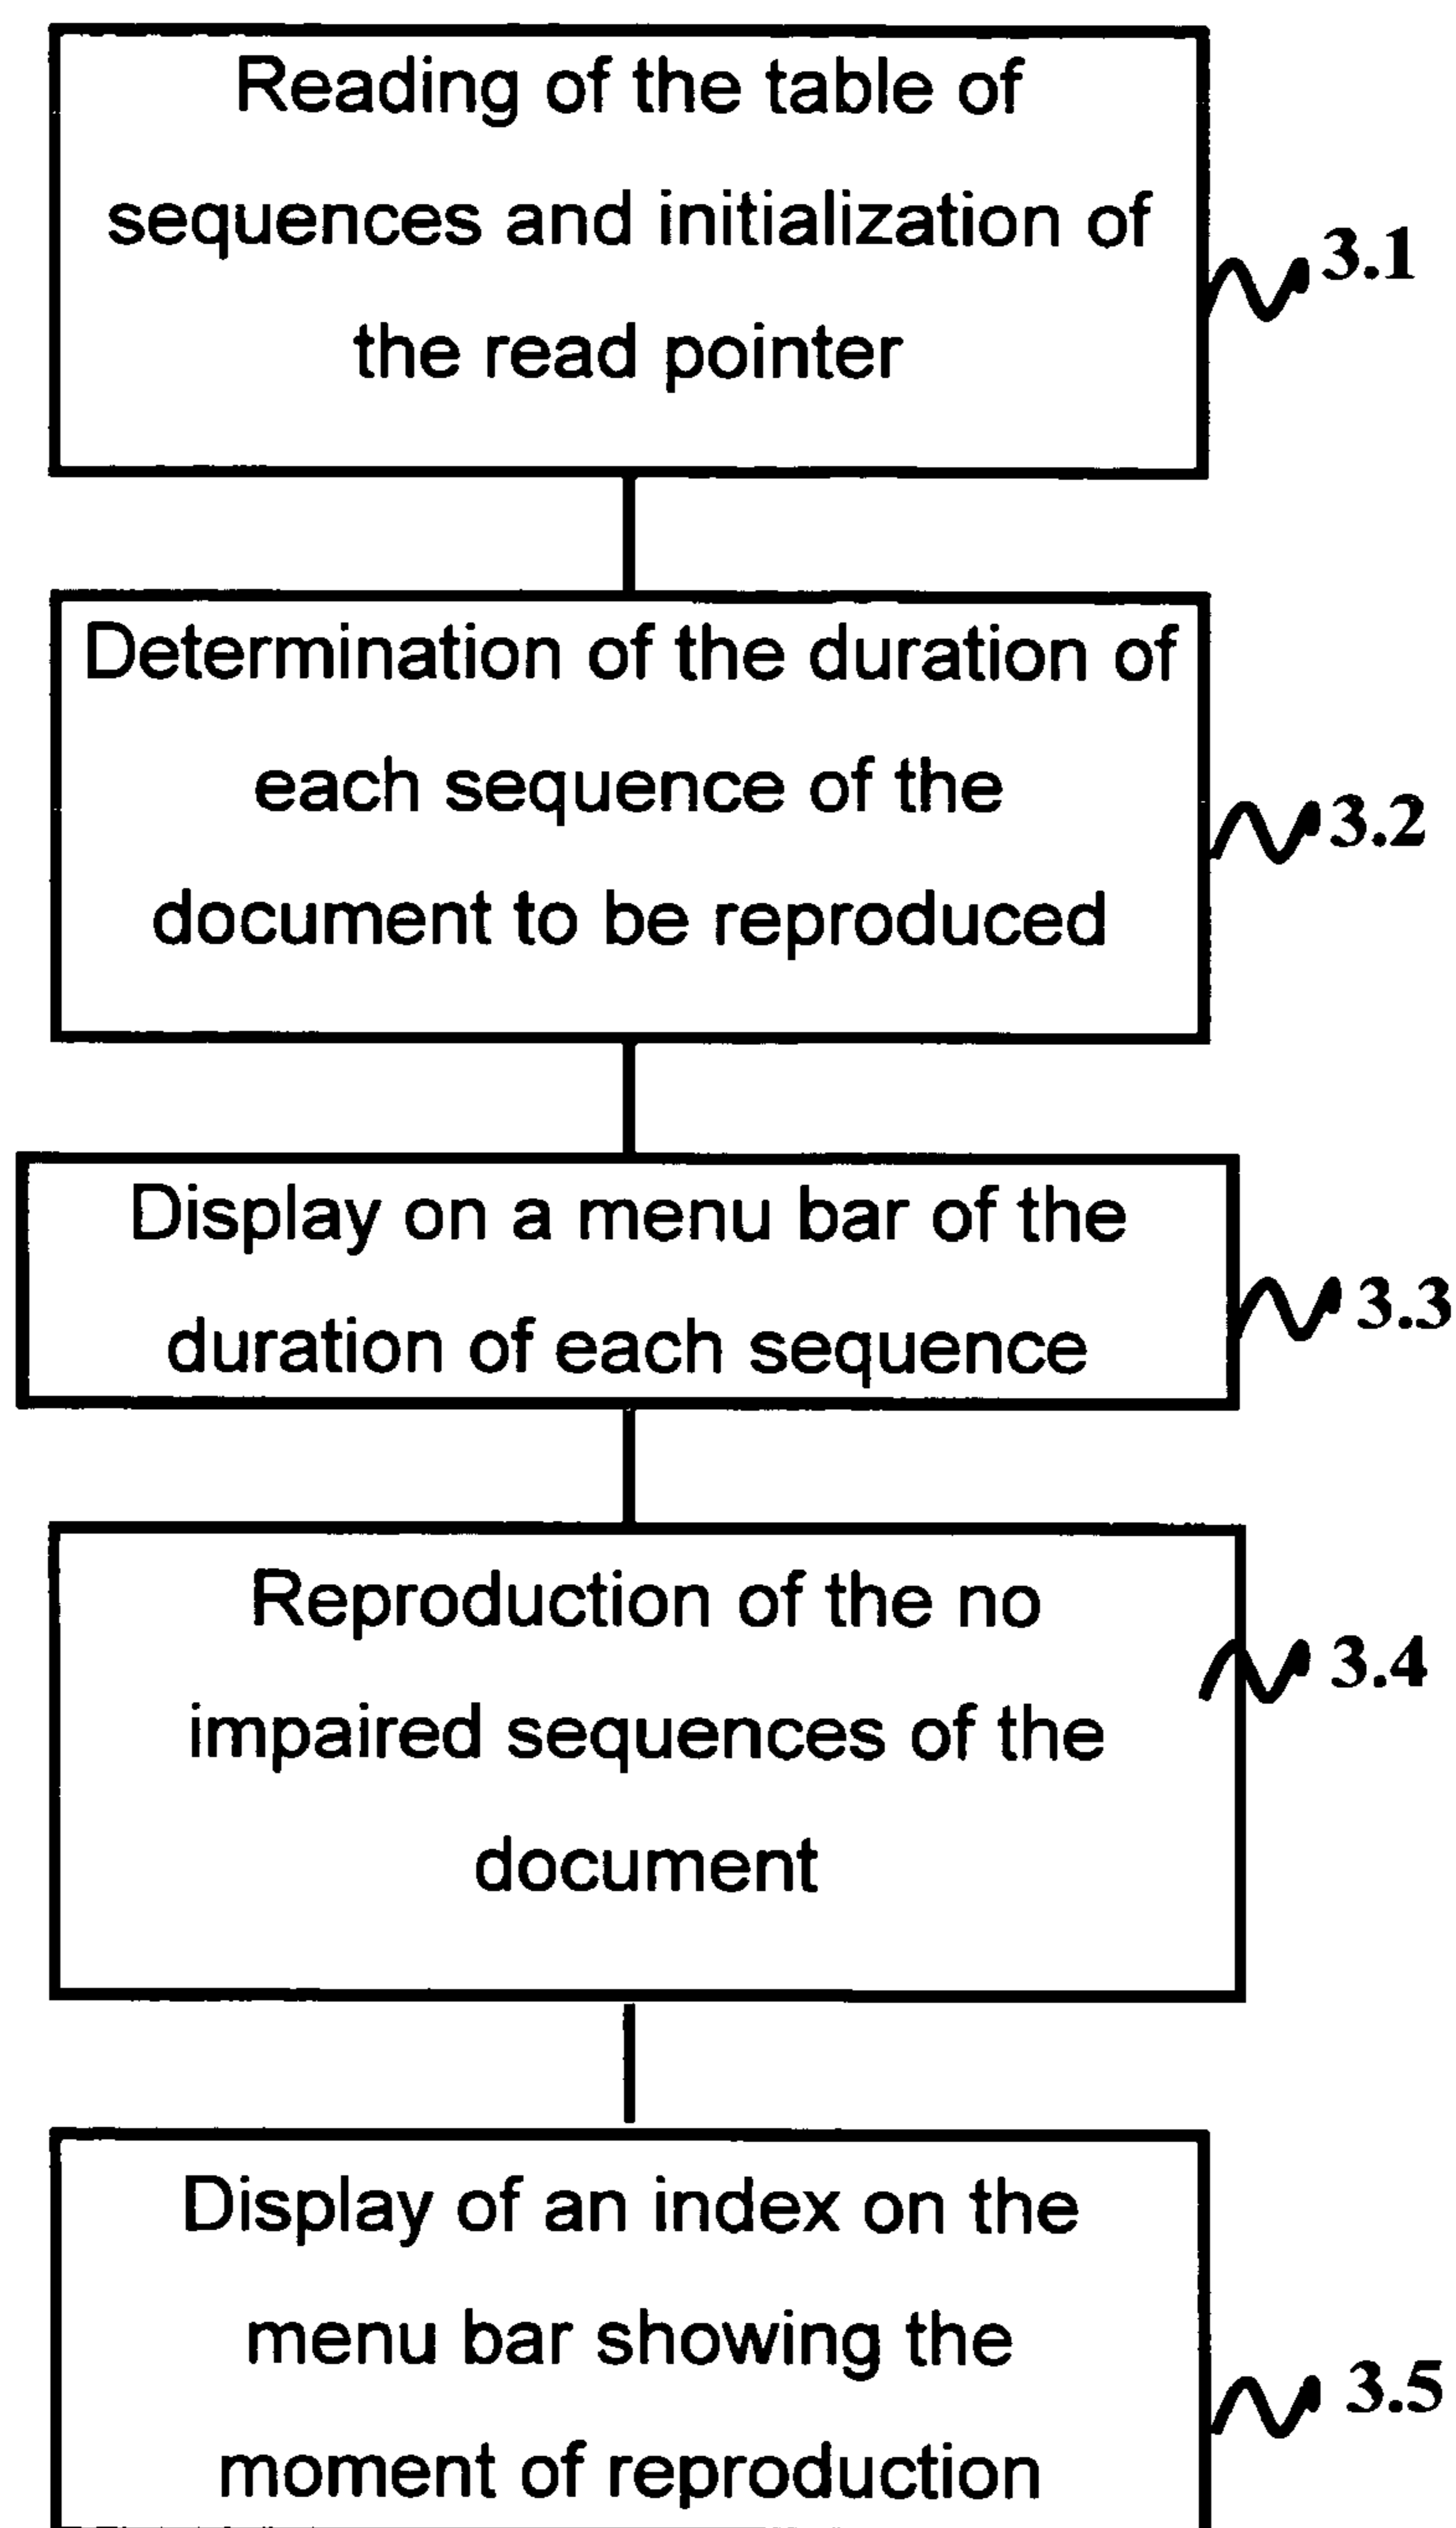 Reading of the table of
sequences and initialization of
the read pointer
3.1
Determination of the duration of
each sequence of the
document to be reproduced
3.2
Display on a menu bar of the
duration of each sequence
3.3
Reproduction of the no
impaired sequences of the
document
3.4
Display of an index on the
menu bar showing the
moment of reproduction
3.5